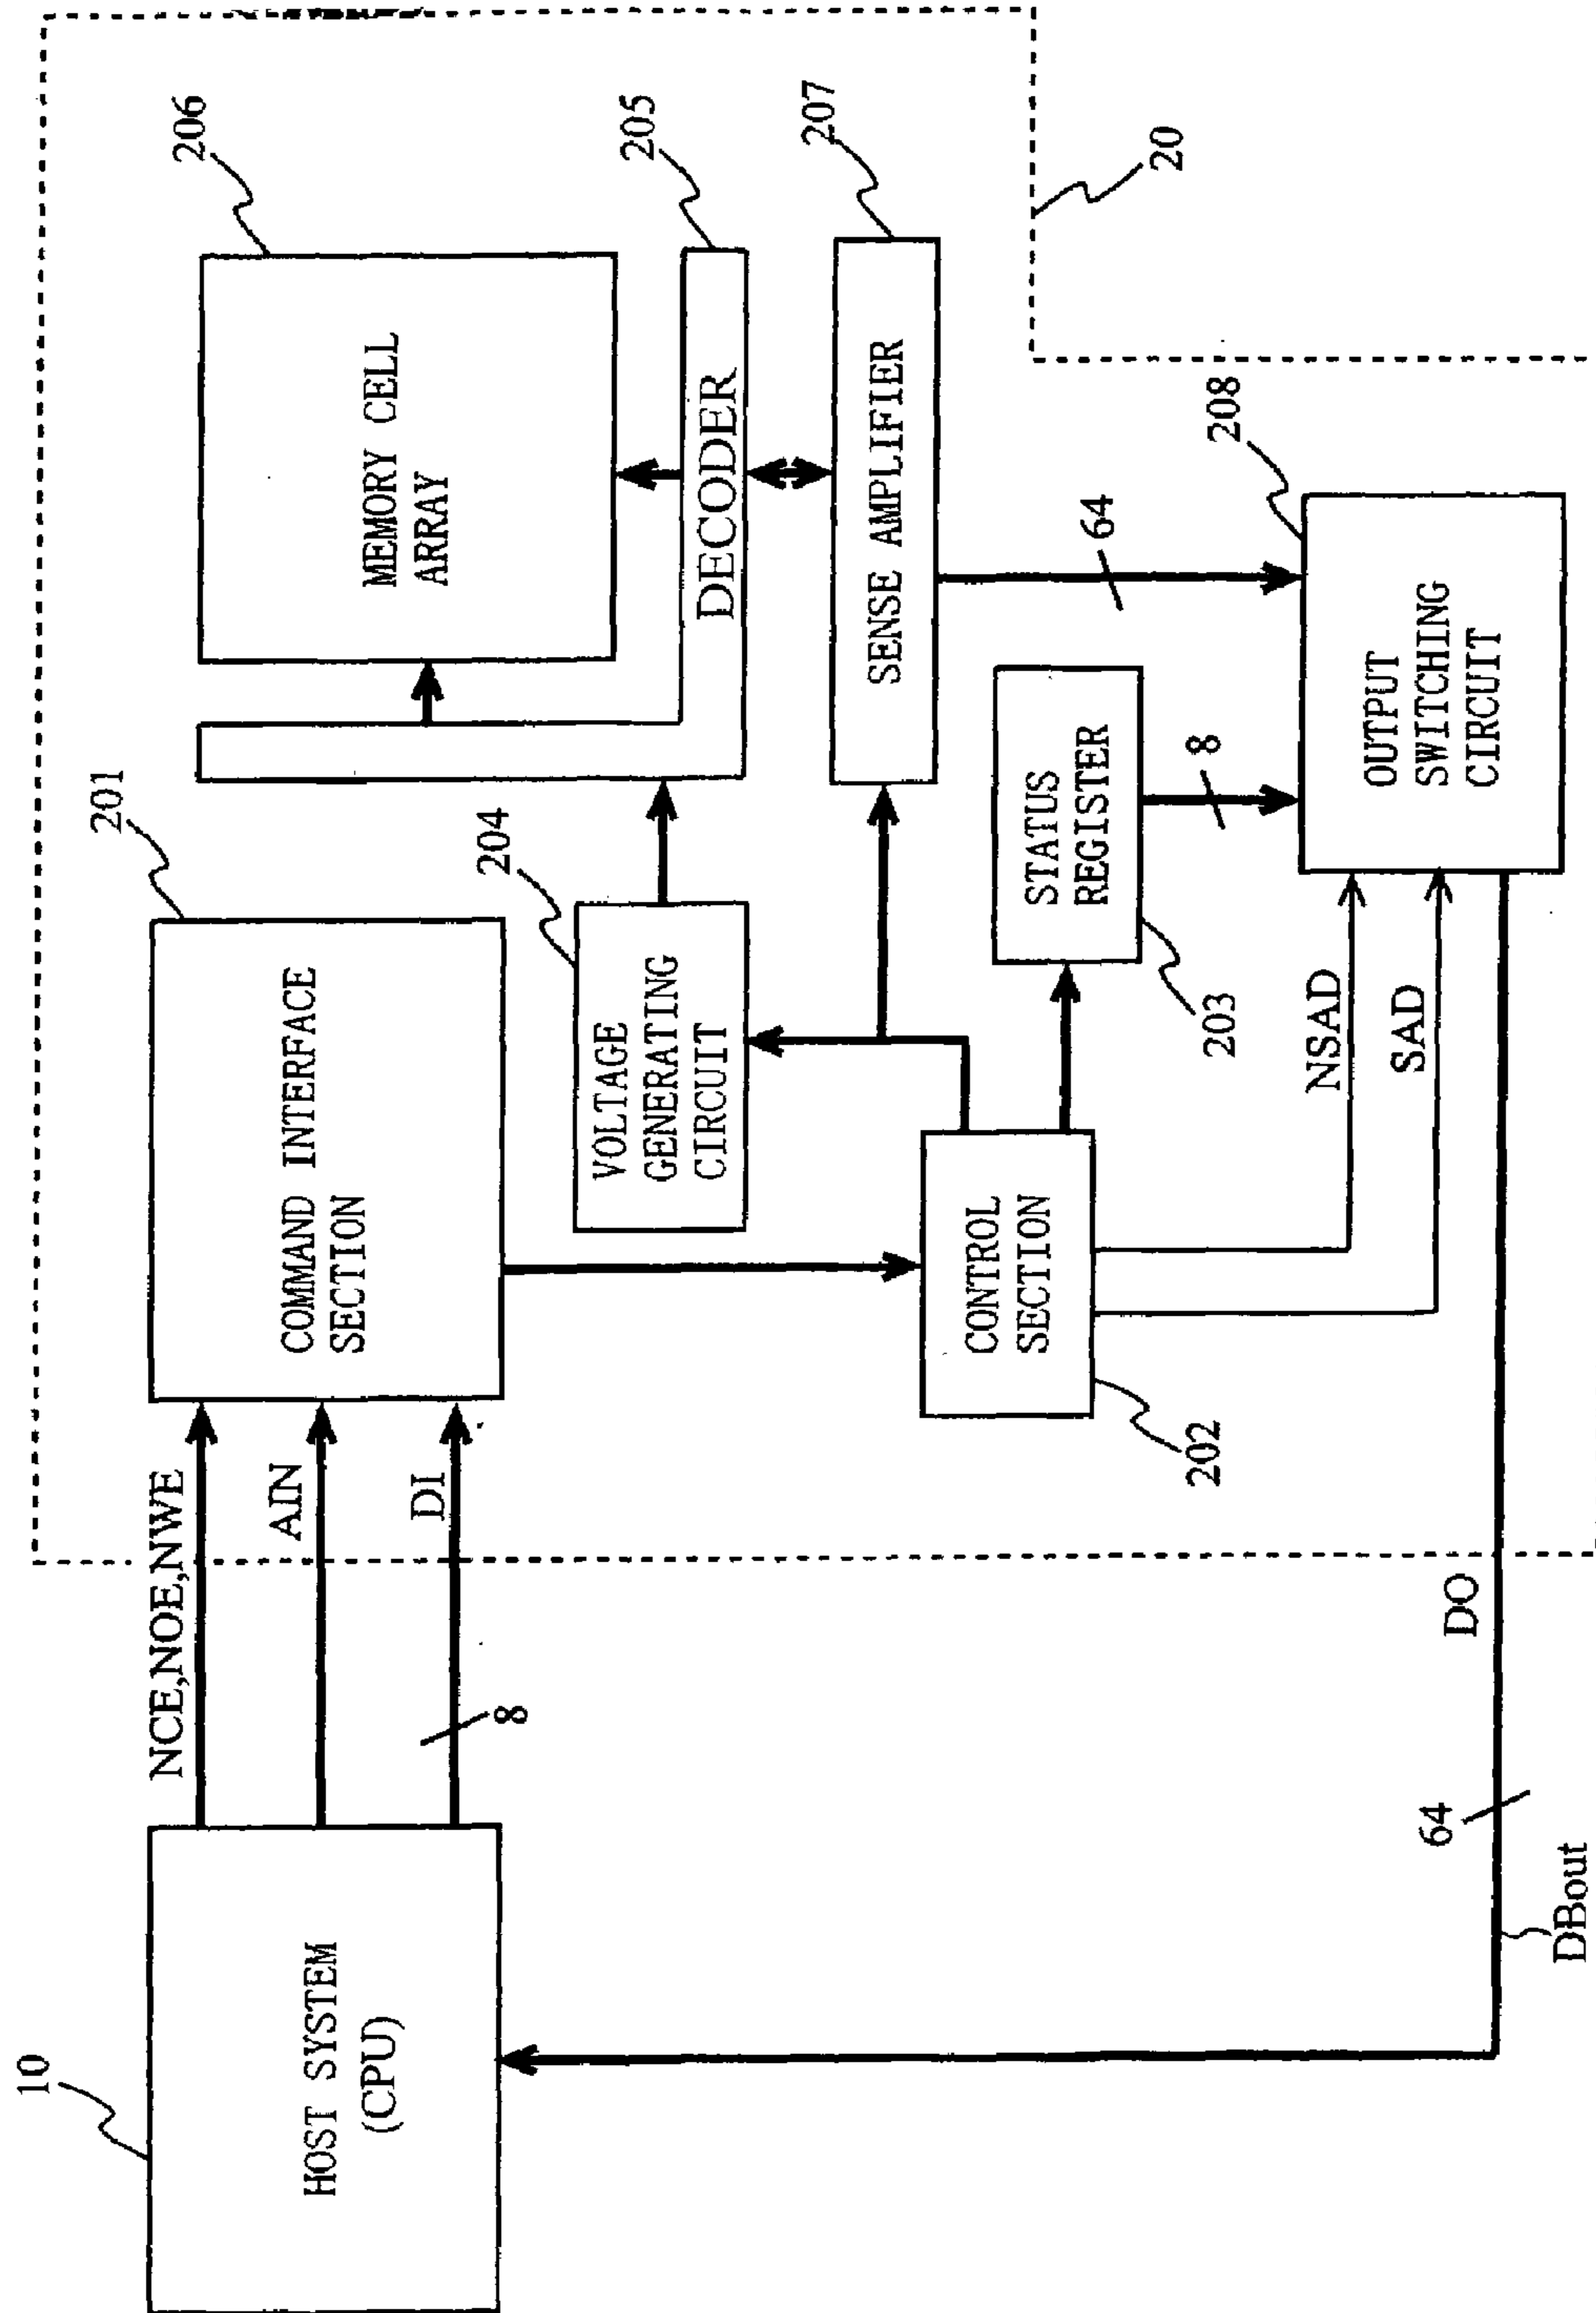 10
HOST SYSTEM
(CPU)
NCE,NOE,NWE
AIN
DI
8
201
COMMAND INTERFACE
SECTION
206
MEMORY CELL
ARRAY
205
DECODER
204
VOLTAGE
GENERATING
CIRCUIT
207
SENSE AMPLIFIER
CONTROL
SECTION
202
STATUS
REGISTER
203
64
8
20
NSAD
SAD
208
OUTPUT
SWITCHING
CIRCUIT
DO
64
DBout